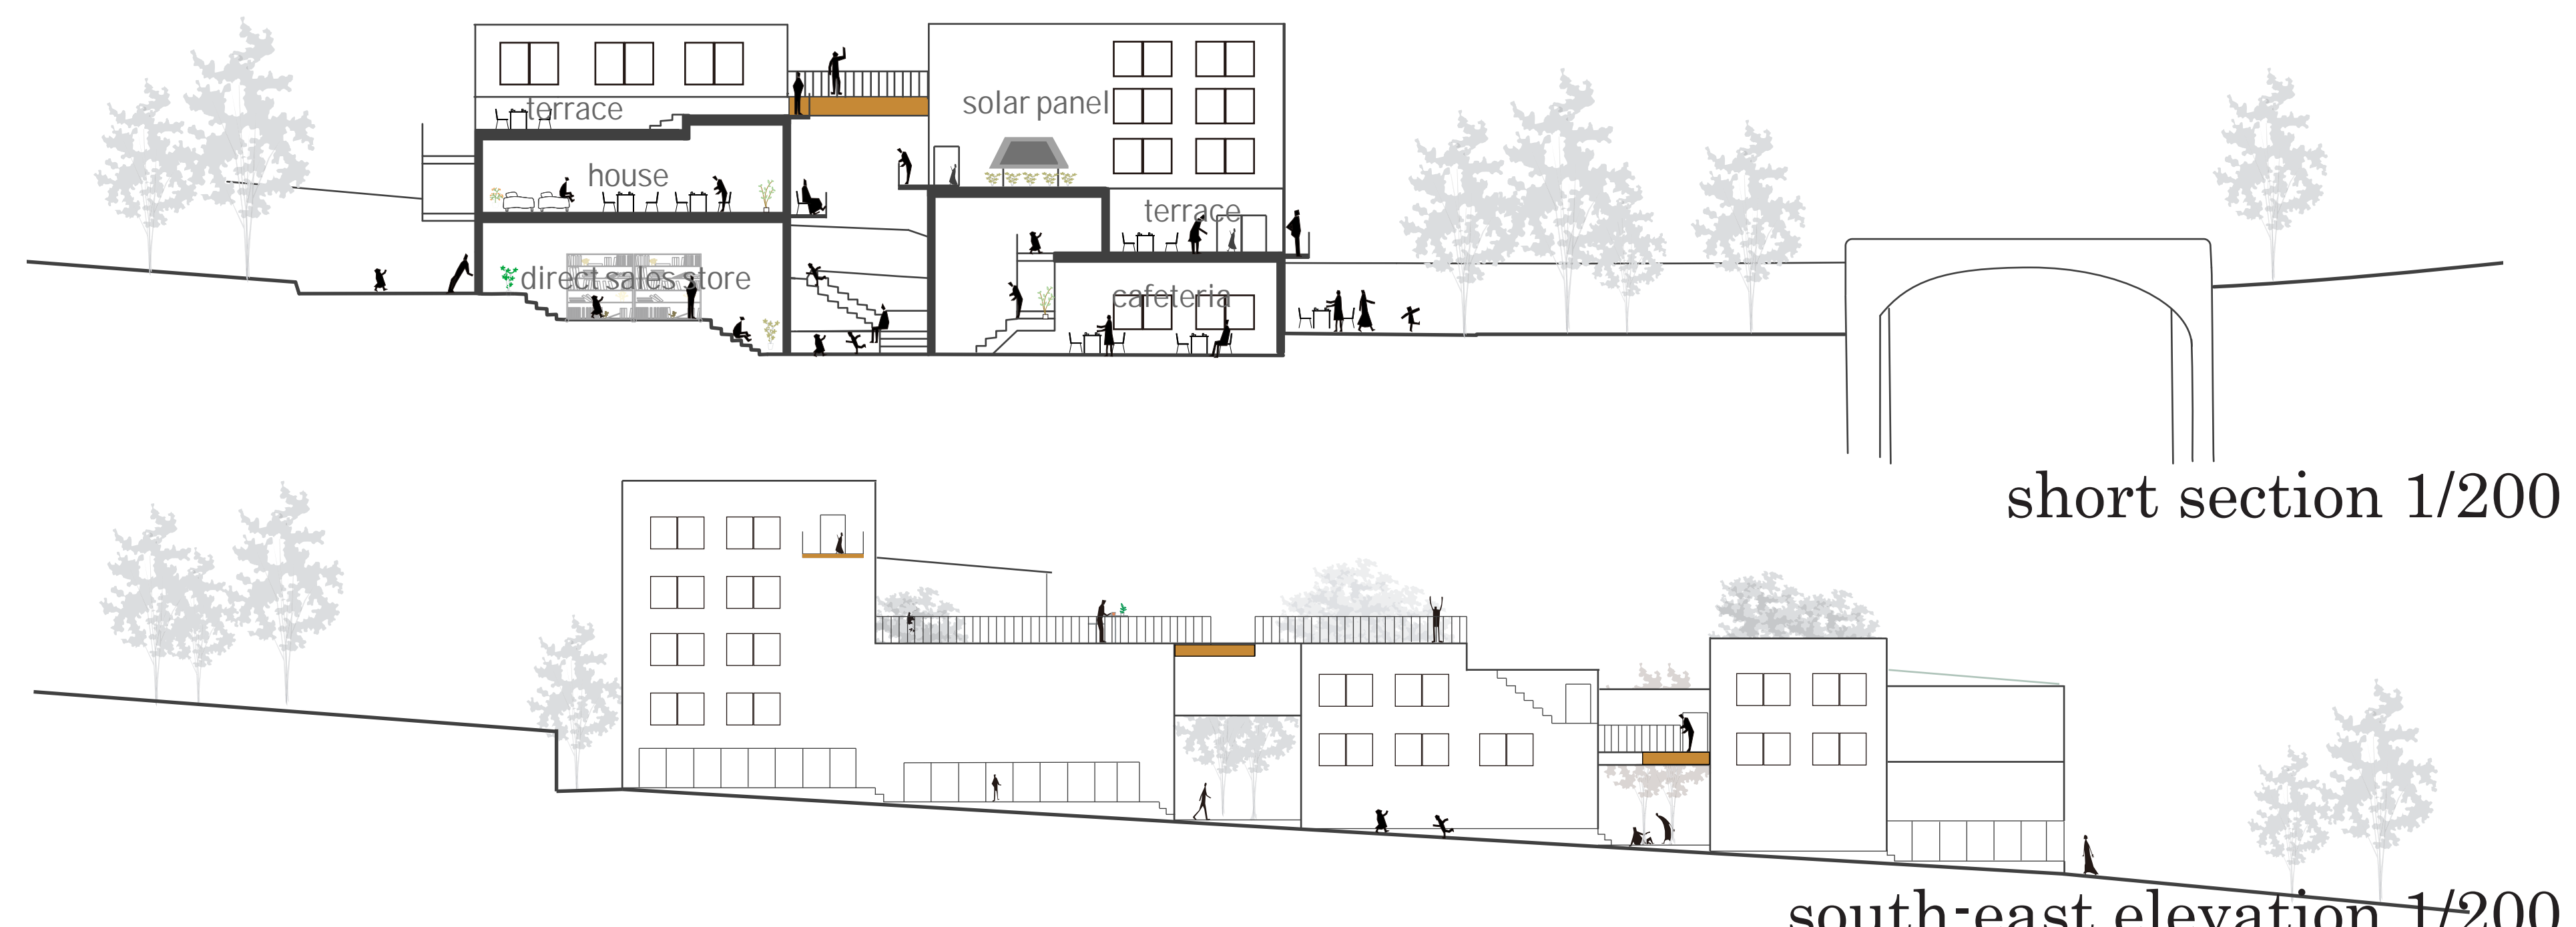 terrace
solar panel
house
terrace
direct sales store
cafeteria
short section 1/200
south-east elevation 1/200